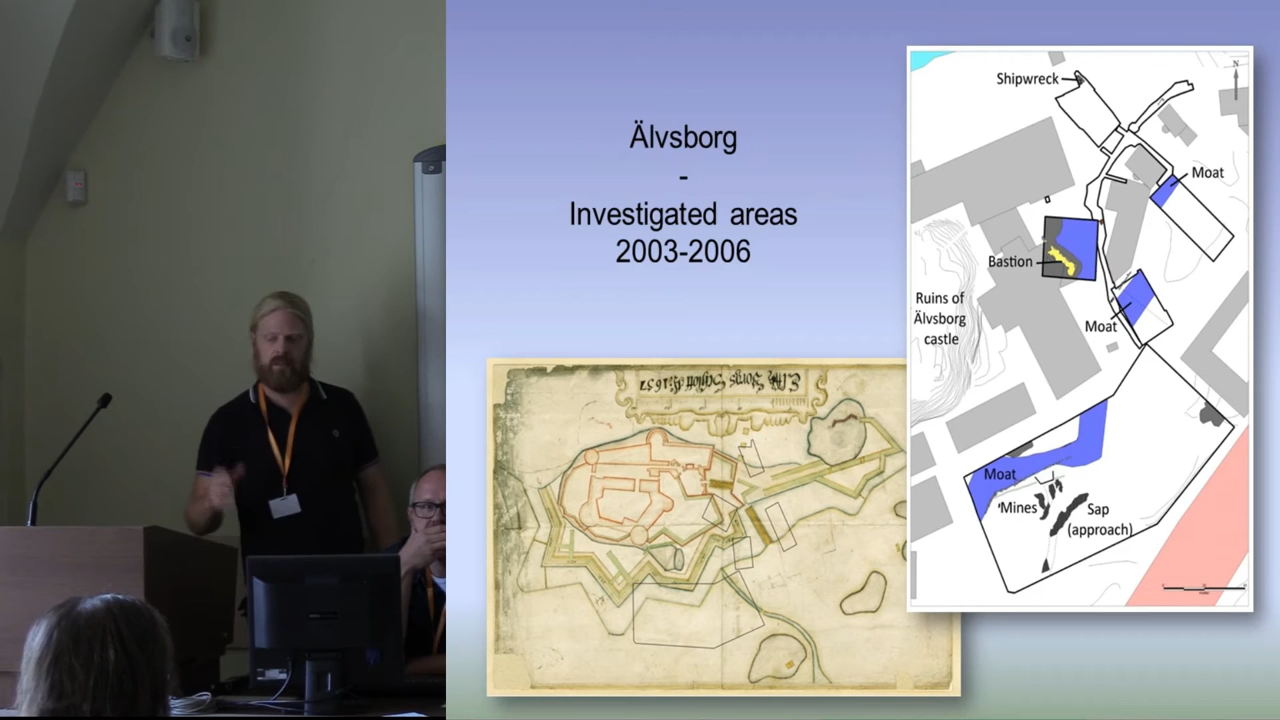 Älvsborg
-
Investigated areas
2003-2006
Shipwreck
N
Moat
Bastion
Ruins of
Älvsborg
castle
Moat
Moat
Mines
Sap
(approach)